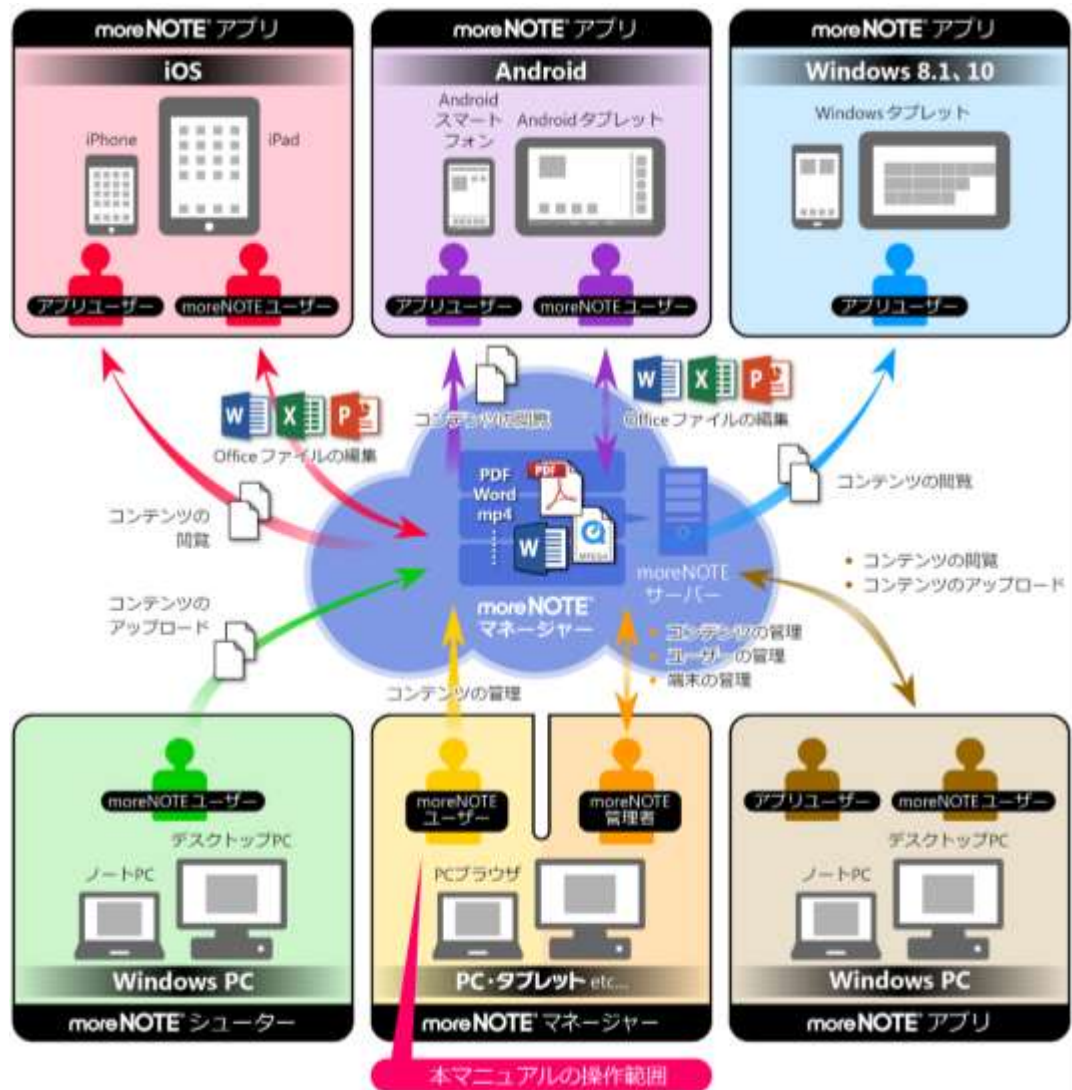 moreNOTE アプリ
iOS
iPhone
iPad
アプリユーザー
moreNOTEユーザー
moreNOTE アプリ
Android
Android
スマート
フォン
Androidタブレット
アプリユーザー
moreNOTEユーザー
moreNOTE アプリ
Windows 8.1、10
Windowsタブレット
アプリユーザー
W
X
P
Officeファイルの編集
コンテンツの閲覧
W
X
P
Officeファイルの編集
コンテンツの
閲覧
コンテンツの閲覧
PDF
Word
mp4
PDF
W
MPEG4
moreNOTE
マネージャー
moreNOTE
サーバー
コンテンツの
アップロード
• コンテンツの閲覧
• コンテンツのアップロード
コンテンツの管理
• コンテンツの管理
• ユーザーの管理
• 端末の管理
moreNOTEユーザー
デスクトップPC
ノートPC
Windows PC
moreNOTE シューター
moreNOTE
ユーザー
moreNOTE
管理者
PCブラウザ
PC・タブレット etc...
moreNOTE マネージャー
アプリユーザー
moreNOTEユーザー
デスクトップPC
ノートPC
Windows PC
moreNOTE アプリ
本マニュアルの操作範囲